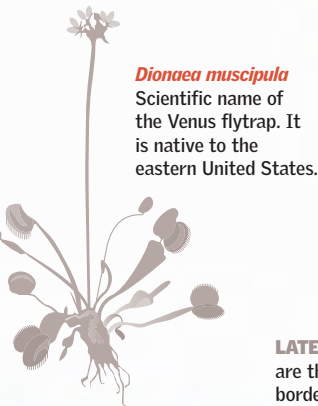 Dionaea muscipula
Scientific name of
the Venus flytrap. It
is native to the
eastern United States.
LATE
are th
borde